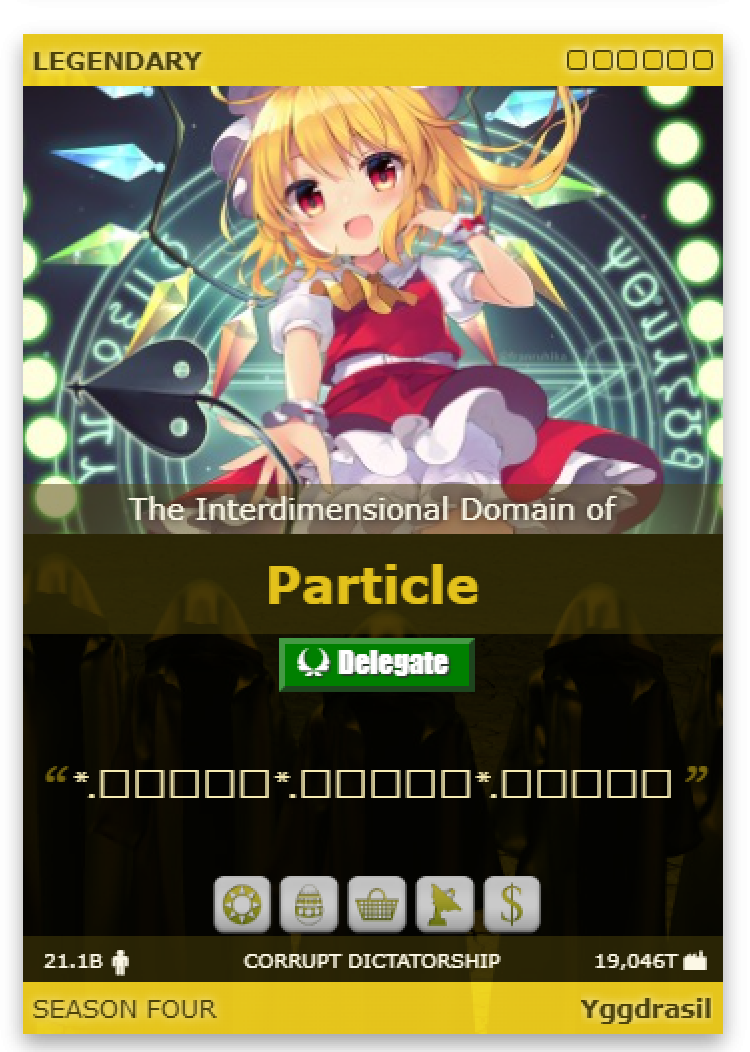 LEGENDARY □□□□□□
The Interdimensional Domain of
Particle
Delegate
“*.□□□□□*.□□□□□*.□□□□□”
21.1B CORRUPT DICTATORSHIP 19,046T
SEASON FOUR Yggdrasil